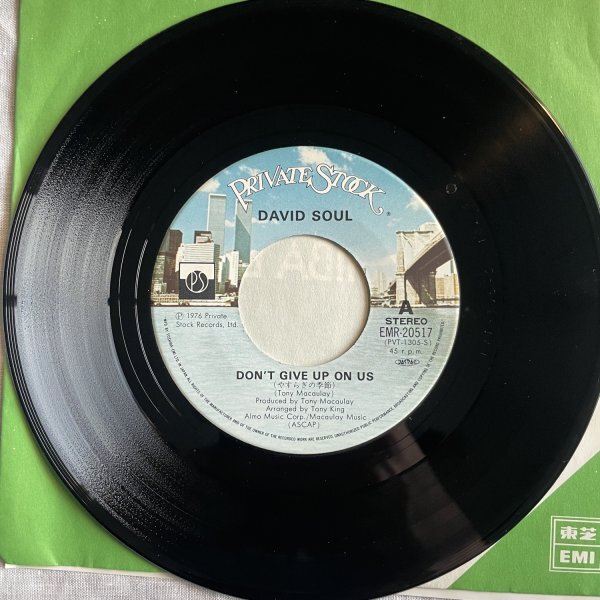 PRIVATE STOCK®
DAVID SOUL
PS
Ⓟ 1976 Private
Stock Records, Ltd.
A
STEREO
EMR-20517
(PVT-1305-S)
45 r.p.m.
DON'T GIVE UP ON US
(やすらぎの季節)
(Tony Macaulay)
Produced by Tony Macaulay
Arranged by Tony King
Almo Music Corp./Macaulay Music
(ASCAP)
東芝
EMI